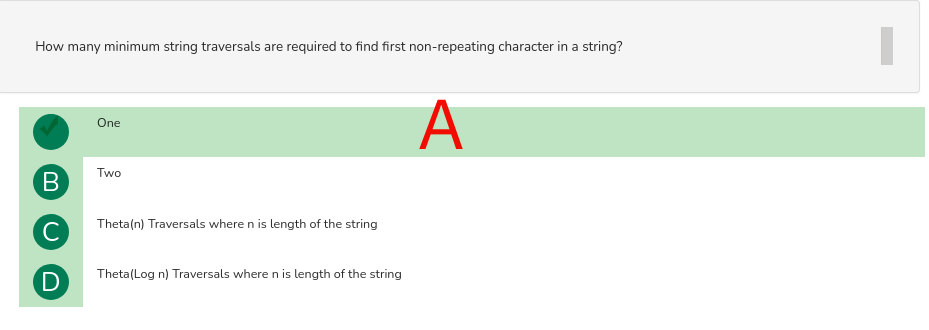 How many minimum string traversals are required to find first non-repeating character in a string?
A
One
B Two
C Theta(n) Traversals where n is length of the string
D Theta(Log n) Traversals where n is length of the string